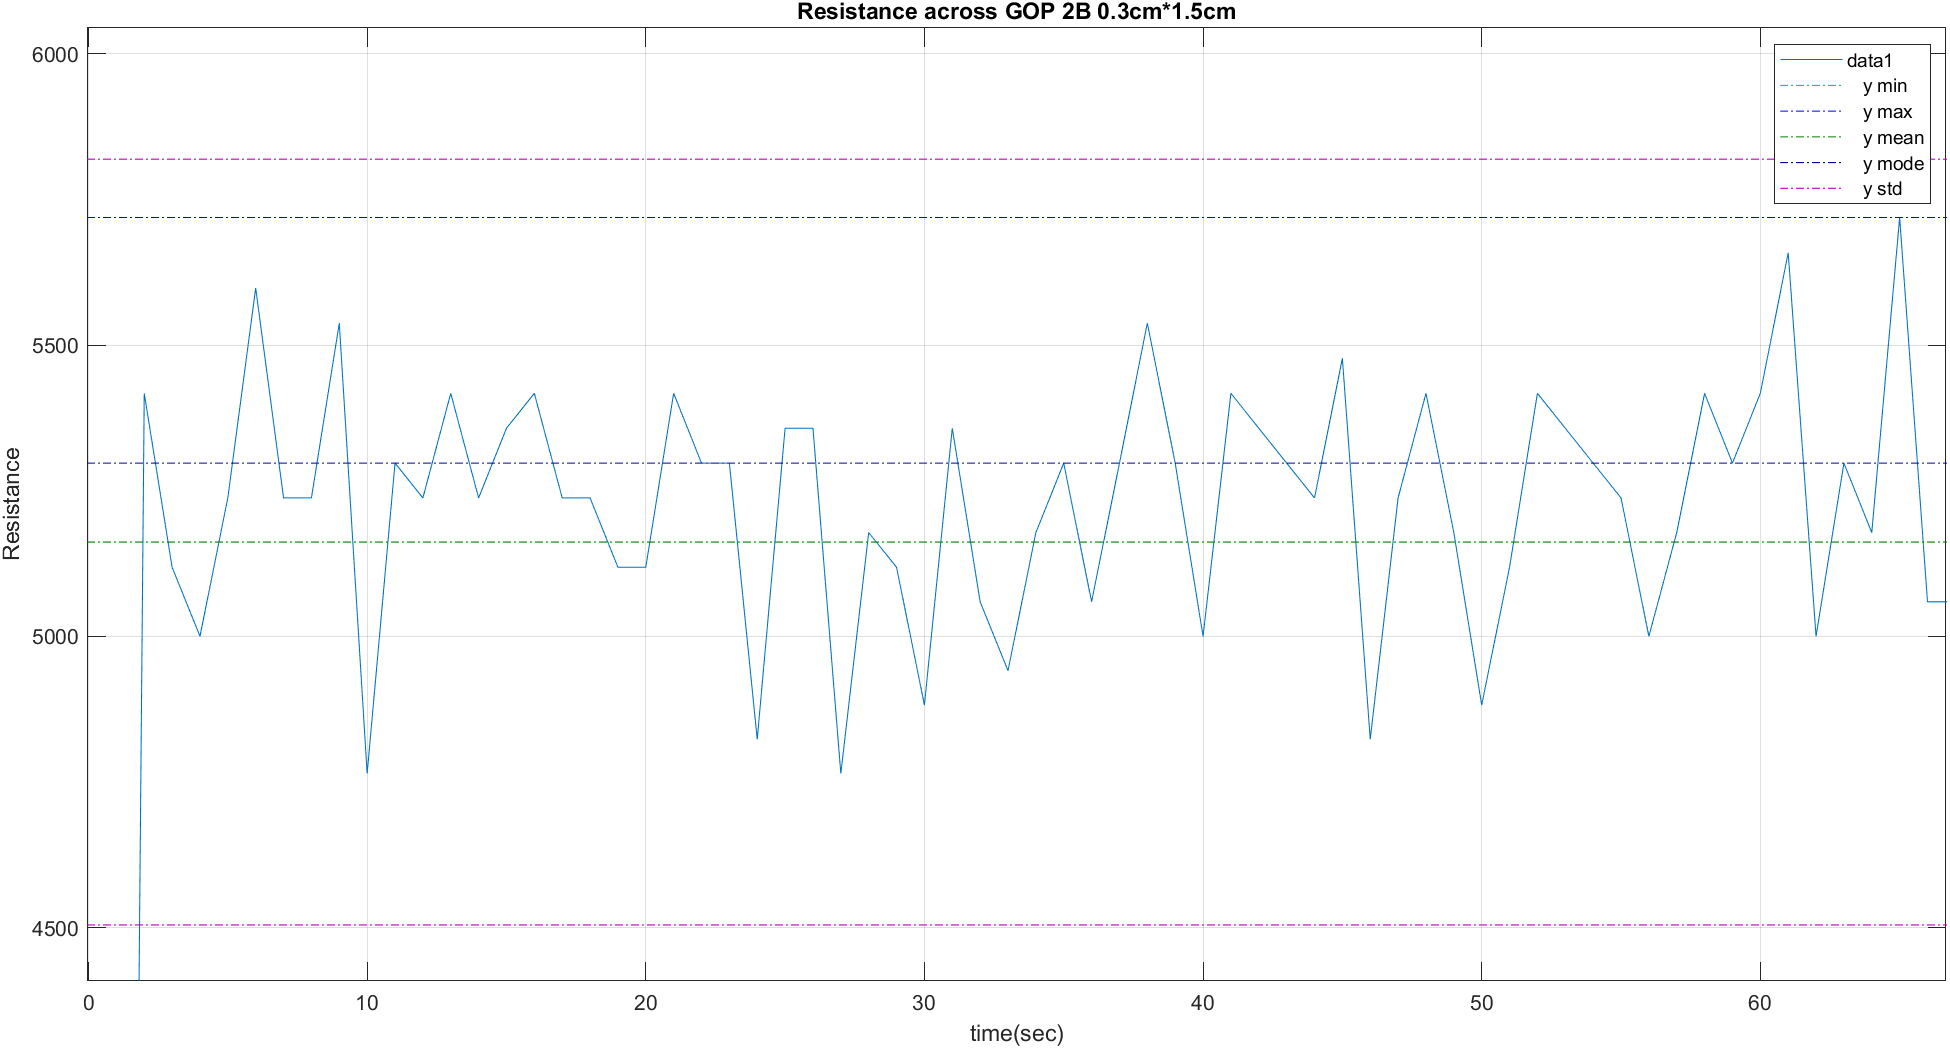 Resistance across GOP 2B 0.3cm*1.5cm
6000
5500
5000
4500
Resistance
0 10 20 30 40 50 60
time(sec)
data1
y min
y max
y mean
y mode
y std